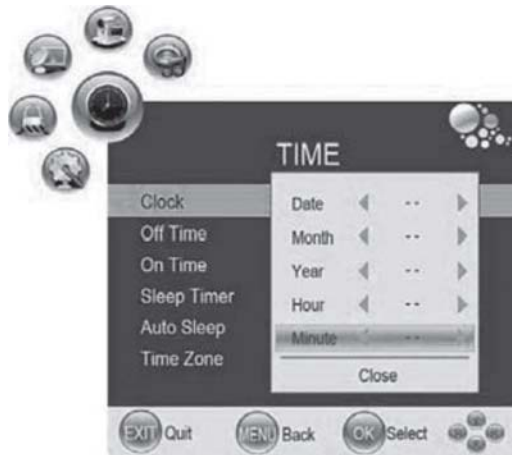 TIME
Clock
Off Time
On Time
Sleep Timer
Auto Sleep
Time Zone
Date - -
Month - -
Year - -
Hour - -
Minute - -
Close
EXIT Quit
MENU Back
OK Select